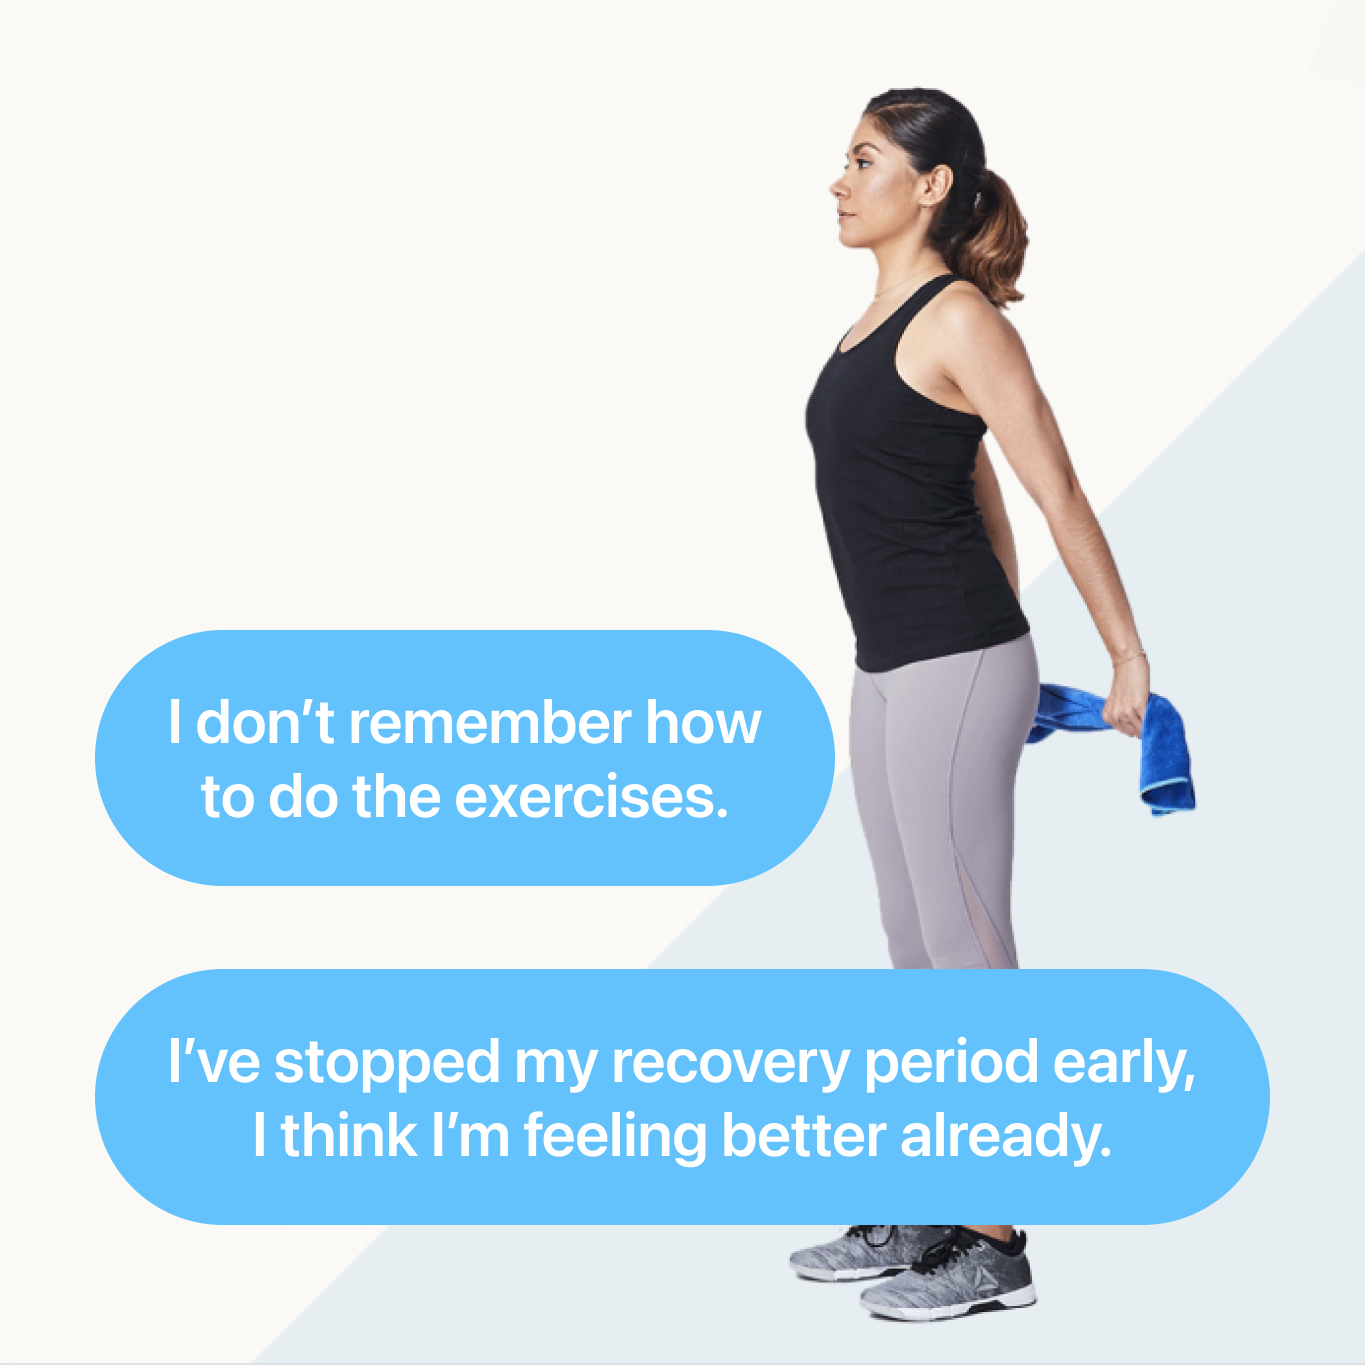 I don’t remember how
to do the exercises.
I’ve stopped my recovery period early,
I think I’m feeling better already.